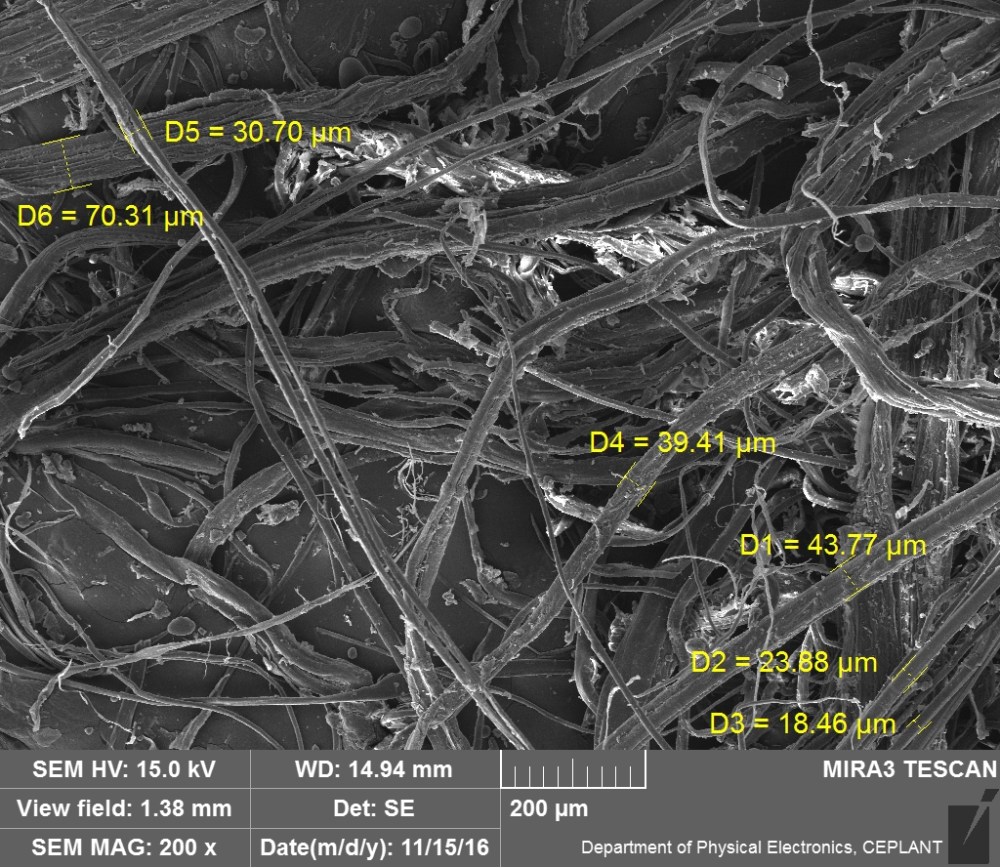 D5 = 30.70 µm
D6 = 70.31 µm
D4 = 39.41 µm
D1 = 43.77 µm
D2 = 23.88 µm
D3 = 18.46 µm
SEM HV: 15.0 kV
WD: 14.94 mm
MIRA3 TESCAN
View field: 1.38 mm
Det: SE
200 µm
SEM MAG: 200 x
Date(m/d/y): 11/15/16
Department of Physical Electronics, CEPLANT